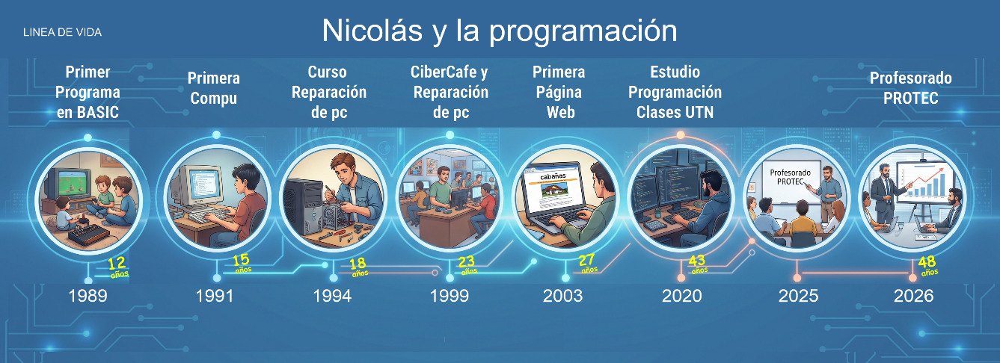 LINEA DE VIDA
Nicolás y la programación
Primer
Programa
en BASIC
Primera
Compu
Curso
Reparación
de pc
CiberCafe y
Reparación
de pc
Primera
Página
Web
Estudio
Programación
Clases UTN
Profesorado
PROTEC
cabañas
Profesorado
PROTEC
12
años
15
años
18
años
23
años
27
años
43
años
48
años
1989
1991
1994
1999
2003
2020
2025
2026